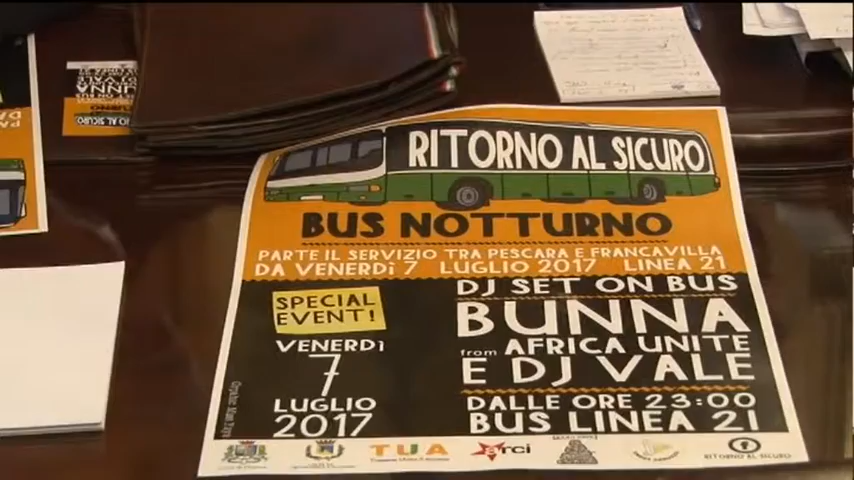 RITORNO AL SICURO
BUS NOTTURNO
PARTE IL SERVIZIO TRA PESCARA E FRANCAVILLA
DA VENERDÌ 7 LUGLIO 2017 LINEA 21
SPECIAL
EVENT!
VENERDÌ
7
LUGLIO
2017
DJ SET ON BUS
BUNNA
from AFRICA UNITE
E DJ VALE
DALLE ORE 23:00
BUS LINEA 21
TUA
arci
RITORNO AL SICURO